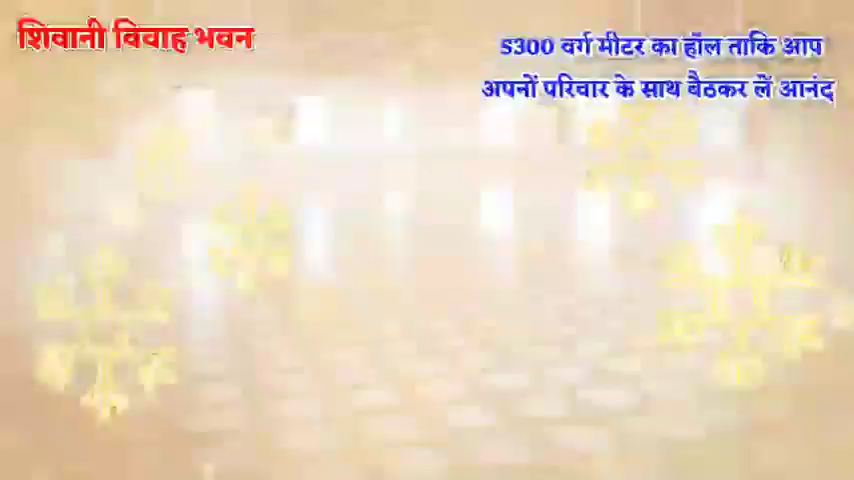 शिवानी विवाह भवन
5300 वर्ग मीटर का हॉल ताकि आप
अपनों परिवार के साथ बैठकर लें आनंद